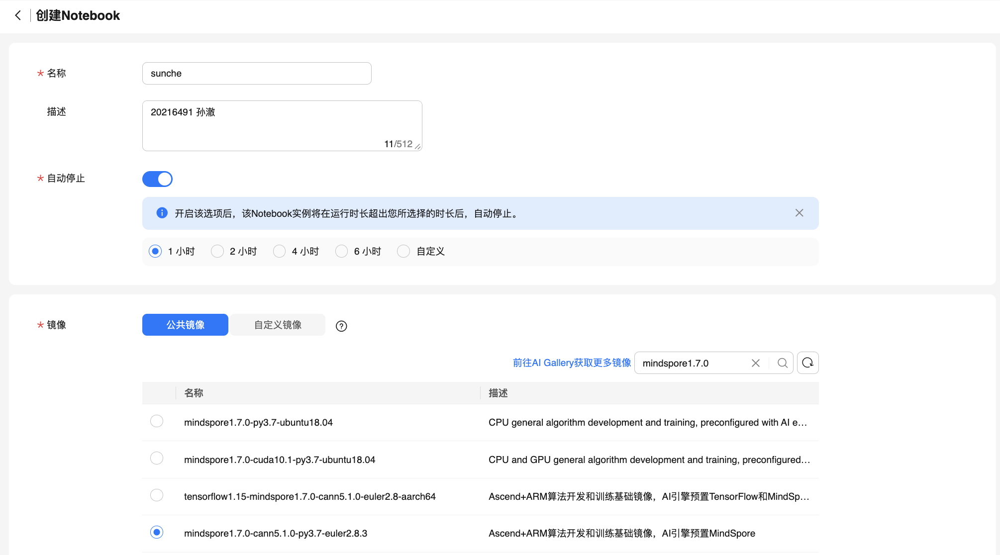 创建Notebook
* 名称
sunche
描述
20216491 孙澈
11/512
* 自动停止
开启该选项后，该Notebook实例将在运行时长超出您所选择的时长后，自动停止。
1 小时 2 小时 4 小时 6 小时 自定义
* 镜像
公共镜像 自定义镜像
前往AI Gallery获取更多镜像 mindspore1.7.0
名称 描述
mindspore1.7.0-py3.7-ubuntu18.04 CPU general algorithm development and training, preconfigured with AI e…
mindspore1.7.0-cuda10.1-py3.7-ubuntu18.04 CPU and GPU general algorithm development and training, preconfigured…
tensorflow1.15-mindspore1.7.0-cann5.1.0-euler2.8-aarch64 Ascend+ARM算法开发和训练基础镜像，AI引擎预置TensorFlow和MindSp…
mindspore1.7.0-cann5.1.0-py3.7-euler2.8.3 Ascend+ARM算法开发和训练基础镜像，AI引擎预置MindSpore